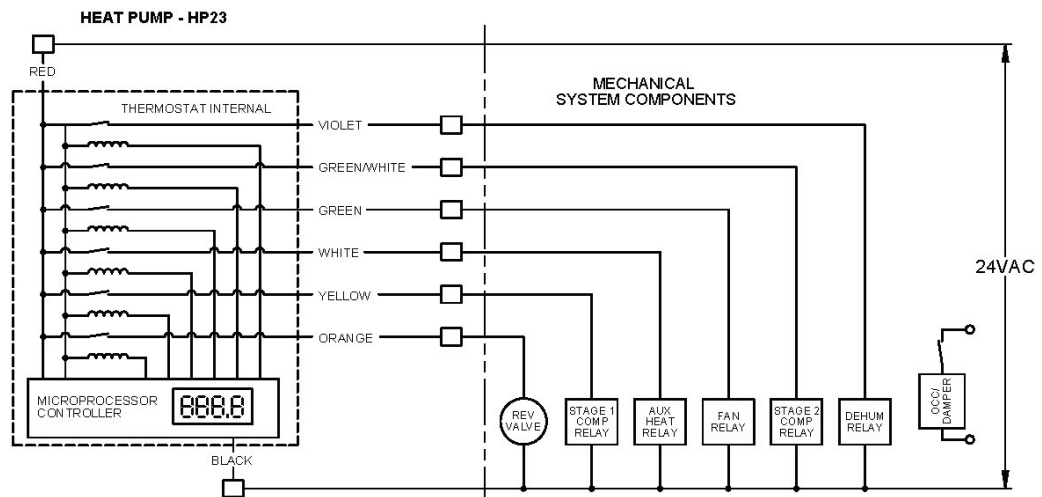 HEAT PUMP - HP23
RED
MECHANICAL
SYSTEM COMPONENTS
THERMOSTAT INTERNAL
VIOLET
GREEN/WHITE
GREEN
WHITE
24VAC
YELLOW
ORANGE
MICROPROCESSOR
CONTROLLER
888.8
REV
VALVE
STAGE 1
COMP
RELAY
AUX
HEAT
RELAY
FAN
RELAY
STAGE 2
COMP
RELAY
DEHUM
RELAY
OCC/
DAMPER
BLACK